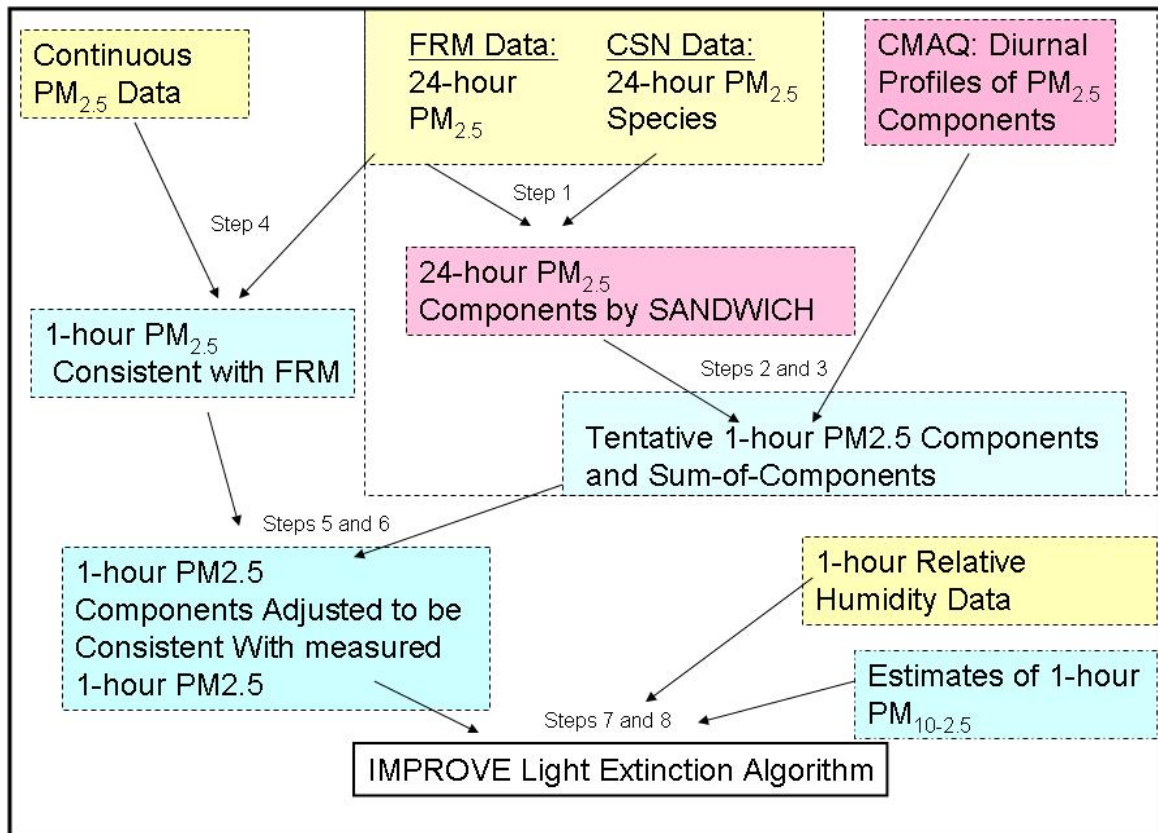 Continuous
PM2.5 Data
FRM Data:
24-hour
PM2.5
CSN Data:
24-hour PM2.5
Species
CMAQ: Diurnal
Profiles of PM2.5
Components
Step 1
Step 4
24-hour PM2.5
Components by SANDWICH
1-hour PM2.5
Consistent with FRM
Steps 2 and 3
Tentative 1-hour PM2.5 Components
and Sum-of-Components
Steps 5 and 6
1-hour PM2.5
Components Adjusted to be
Consistent With measured
1-hour PM2.5
1-hour Relative
Humidity Data
Estimates of 1-hour
PM10-2.5
Steps 7 and 8
IMPROVE Light Extinction Algorithm